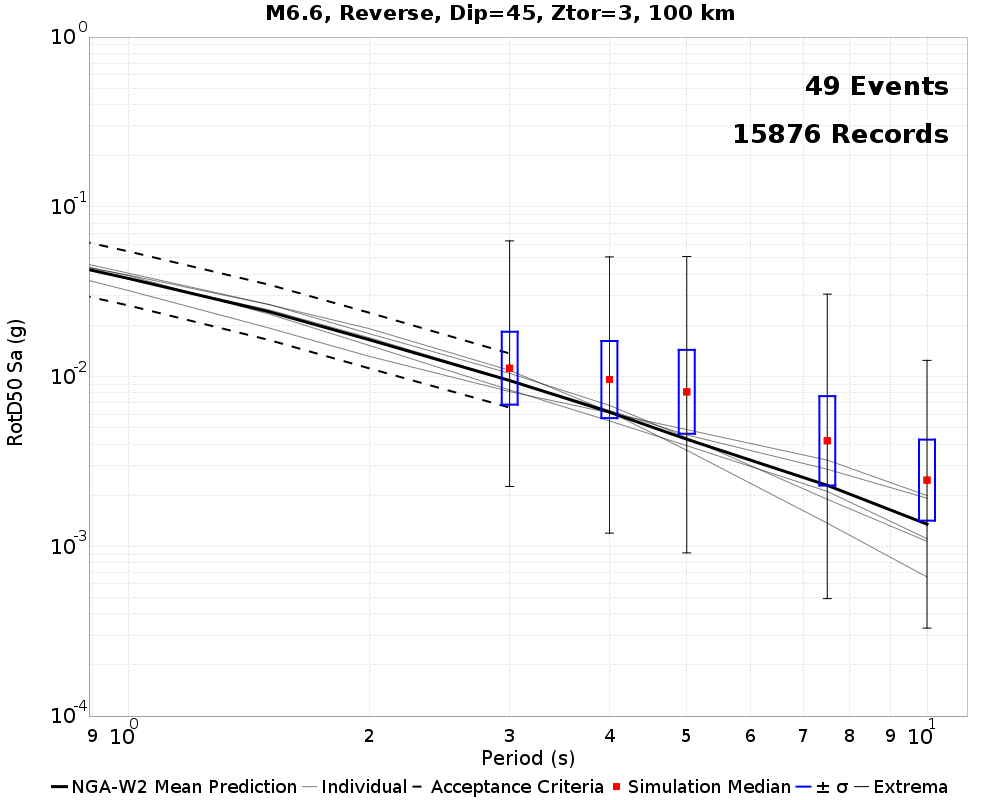 M6.6, Reverse, Dip=45, Ztor=3, 100 km
10^0
49 Events
15876 Records
10^-1
10^-2
RotD50 Sa (g)
10^-3
10^-4
9 10^0 2 3 4 5 6 7 8 9 10^1
Period (s)
NGA-W2 Mean Prediction Individual Acceptance Criteria Simulation Median ± σ Extrema